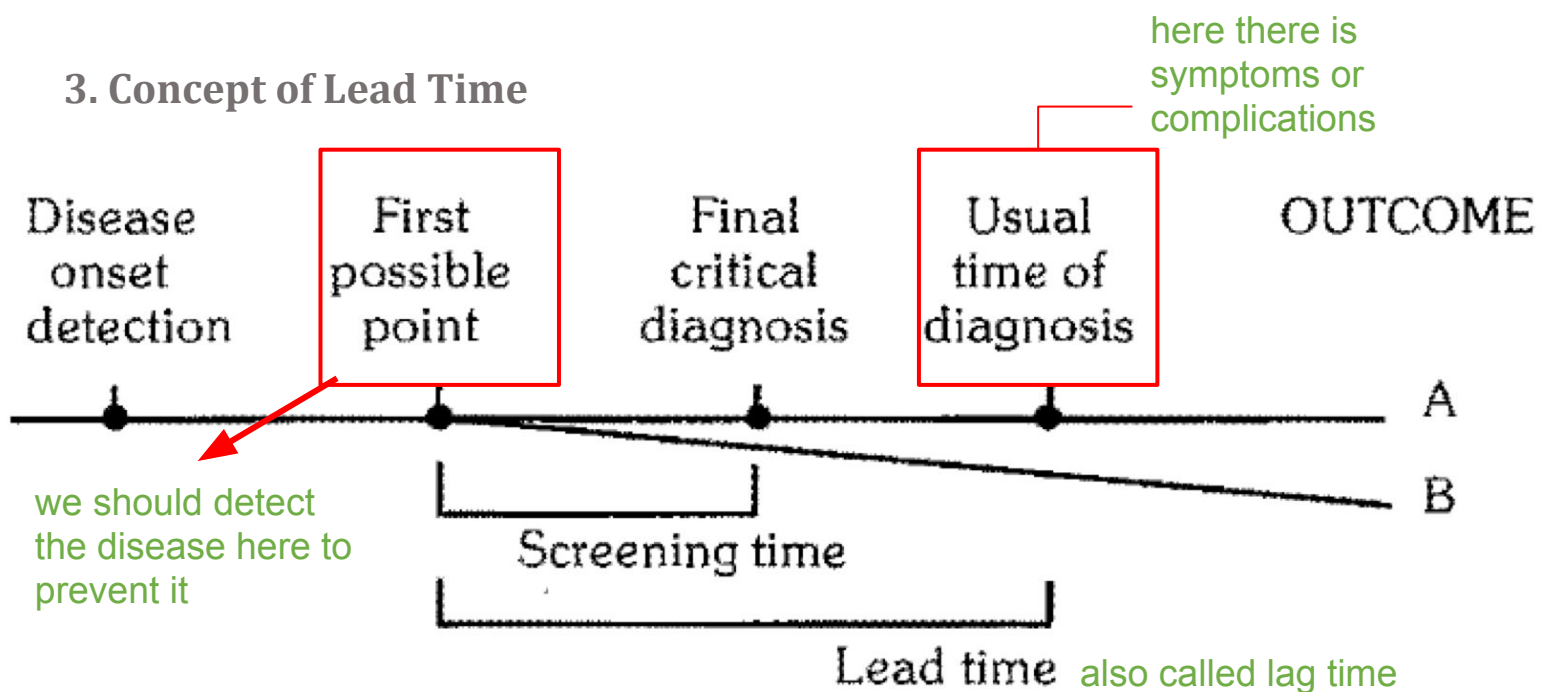 here there is
symptoms or
complications
3. Concept of Lead Time
Disease
onset
detection
First
possible
point
Final
critical
diagnosis
Usual
time of
diagnosis
OUTCOME
A
B
we should detect
the disease here to
prevent it
Screening time
Lead time also called lag time